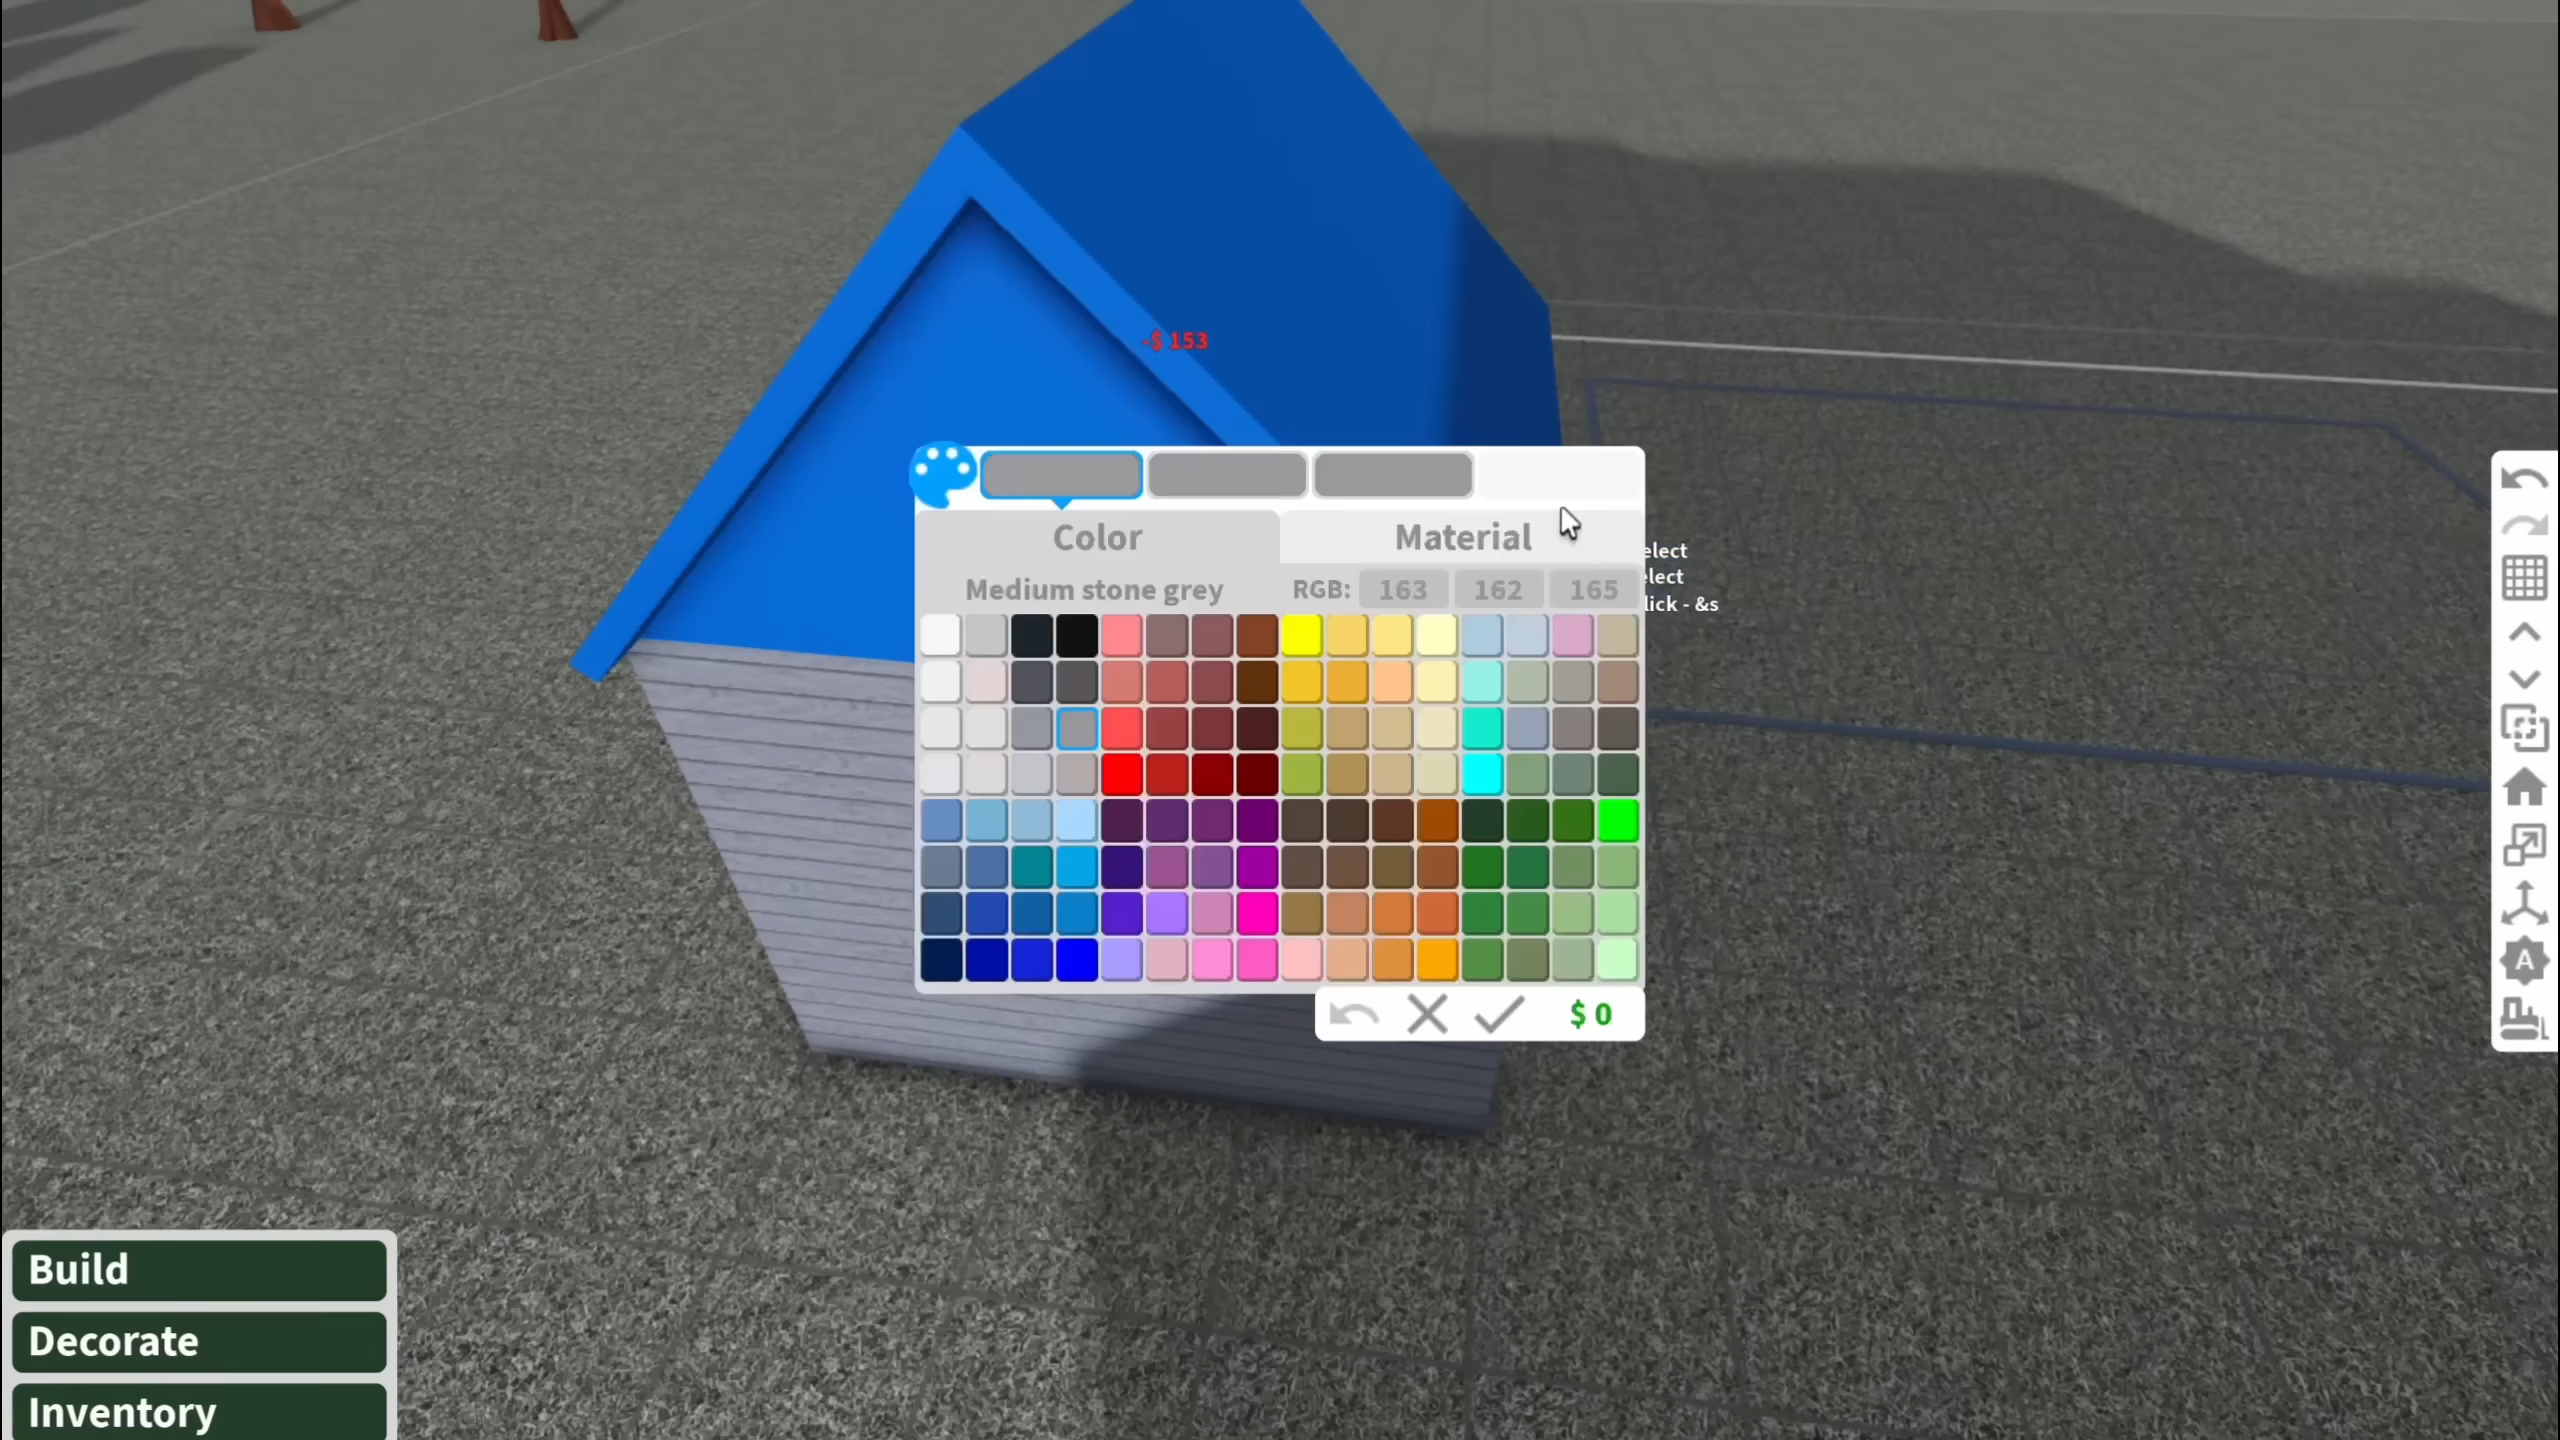 -$ 153
Color
Material
Medium stone grey
RGB: 163 162 165
elect
elect
lick - &s
$ 0
A
Build
Decorate
Inventory